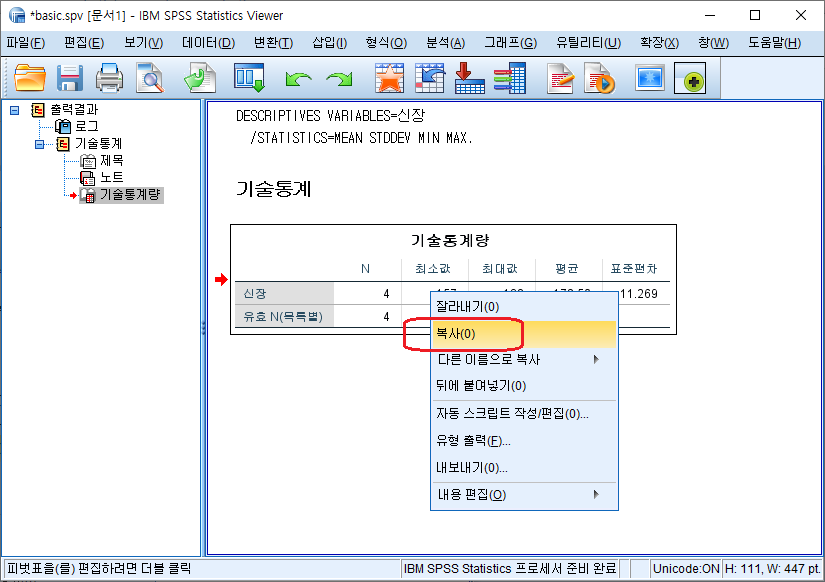 *basic.spv [문서1] - IBM SPSS Statistics Viewer
파일(F) 편집(E) 보기(V) 데이터(D) 변환(T) 삽입(I) 형식(O) 분석(A) 그래프(G) 유틸리티(U) 확장(X) 창(W) 도움말(H)
출력결과
로그
기술통계
제목
노트
기술통계량
DESCRIPTIVES VARIABLES=신장
/STATISTICS=MEAN STDDEV MIN MAX.
기술통계
기술통계량
N 최소값 최대값 평균 표준편차
신장 4 11.269
유효 N(목록별) 4
잘라내기(0)
복사(0)
다른 이름으로 복사
뒤에 붙여넣기(0)
자동 스크립트 작성/편집(0)...
유형 출력(F)...
내보내기(0)...
내용 편집(O)
피벗표을(를) 편집하려면 더블 클릭
IBM SPSS Statistics 프로세서 준비 완료
Unicode:ON H: 111, W: 447 pt.